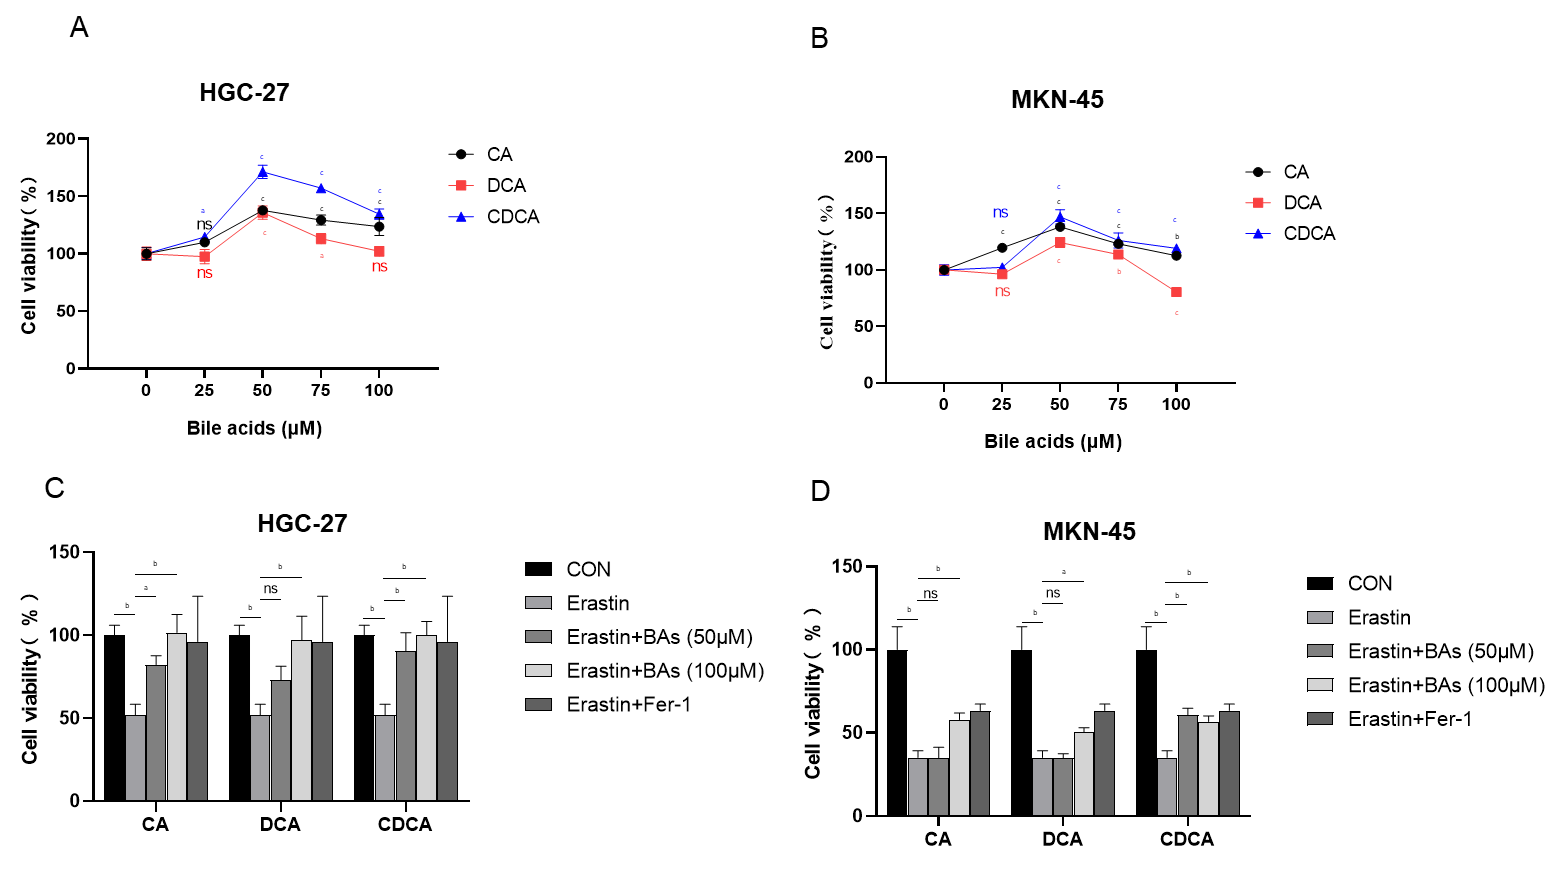 A
HGC-27
Cell viability ( %)
200
150
100
50
0
0 25 50 75 100
Bile acids (μM)
a
ns
ns
c
c
c
c
c
a
c
c
ns
CA
DCA
CDCA
B
MKN-45
Cell viability ( %)
200
150
100
50
0
0 25 50 75 100
Bile acids (μM)
ns
c
ns
c
c
c
c
c
b
c
b
c
CA
DCA
CDCA
C
HGC-27
Cell viability ( %)
150
100
50
0
b a b
b ns b
b b b
CA DCA CDCA
CON
Erastin
Erastin+BAs (50μM)
Erastin+BAs (100μM)
Erastin+Fer-1
D
MKN-45
Cell viability ( %)
150
100
50
0
b ns b
b ns a
b b b
CA DCA CDCA
CON
Erastin
Erastin+BAs (50μM)
Erastin+BAs (100μM)
Erastin+Fer-1